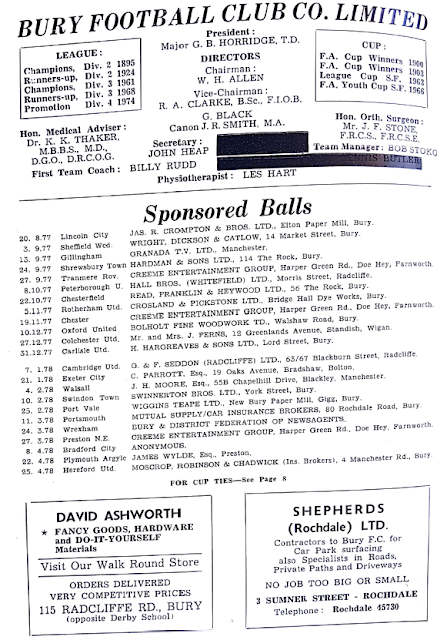 BURY FOOTBALL CLUB CO. LIMITED
President :
Major G. B. HORRIDGE, T.D.
LEAGUE :
Champions, Div. 2 1895
Runners-up, Div. 2 1924
Champions, Div. 3 1961
Runners-up, Div. 3 1968
Promotion Div. 4 1974
DIRECTORS
Chairman :
W. H. ALLEN
Vice-Chairman :
R. A. CLARKE, B.Sc., F.I.O.B.
G. BLACK
Canon J. R. SMITH, M.A.
CUP :
F.A. Cup Winners 1900
F.A. Cup Winners 1903
League Cup S.F. 1963
F.A. Youth Cup S.F. 1966
Hon. Medical Adviser :
Dr. K. K. THAKER,
M.B.B.S., M.D.,
D.G.O., D.R.C.O.G.
Secretary :
JOHN HEAP
Hon. Orth. Surgeon :
Mr. J. F. STONE,
F.R.C.S., F.R.C.S.E.
Team Manager : BOB STOKO
DENNIS BUTLER
First Team Coach : BILLY RUDD
Physiotherapist : LES HART
Sponsored Balls
20. 8.77 Lincoln City JAS. R. CROMPTON & BROS. LTD., Elton Paper Mill, Bury.
3. 9.77 Sheffield Wed. WRIGHT, DICKSON & CATLOW, 14 Market Street, Bury.
13. 9.77 Gillingham GRANADA T.V. LTD., Manchester.
24. 9.77 Shrewsbury Town HARDMAN & SONS LTD., 114 The Rock, Bury.
27. 9.77 Tranmere Rov. CREEME ENTERTAINMENT GROUP, Harper Green Rd., Doe Hey, Farnworth.
8.10.77 Peterborough U. HALL BROS. (WHITEFIELD) LTD., Morris Street, Radcliffe.
22.10.77 Chesterfield READ, FRANKLIN & HEYWOOD LTD., 56 The Rock, Bury.
5.11.77 Rotherham Utd. CROSLAND & PICKSTONE LTD., Bridge Hall Dye Works, Bury.
19.11.77 Chester CREEME ENTERTAINMENT GROUP, Harper Green Rd., Doe Hey, Farnworth.
10.12.77 Oxford United BOLHOLT FINE WOODWORK TD., Walshaw Road, Bury.
27.12.77 Colchester Utd. Mr. and Mrs. J. FERNS, 12 Greenlands Avenue, Standish, Wigan.
31.12.77 Carlisle Utd. H. HARGREAVES & SONS LTD., Lord Street, Bury.
7. 1.78 Cambridge Utd. G. & F. SEDDON (RADCLIFFE) LTD., 63/67 Blackburn Street, Radcliffe.
21. 1.78 Exeter City C. PARROTT, Esq., 19 Oaks Avenue, Bradshaw, Bolton.
4. 2.78 Walsall J. H. MOORE, Esq., 55B Chapelhill Drive, Blackley, Manchester.
10. 2.78 Swindon Town SWINNERTON BROS. LTD., York Street, Bury.
25. 2.78 Port Vale WIGGINS TEAPE LTD., New Bury Paper Mill, Gigg, Bury.
11. 3.78 Portsmouth MUTUAL SUPPLY/CAR INSURANCE BROKERS, 80 Rochdale Road, Bury.
24. 3.78 Wrexham BURY & DISTRICT FEDERATION OF NEWSAGENTS.
27. 3.78 Preston N.E. CREEME ENTERTAINMENT GROUP, Harper Green Rd., Doe Hey, Farnworth.
8. 4.78 Bradford City ANONYMOUS.
22. 4.78 Plymouth Argyle JAMES WYLDE, Esq., Preston.
25. 4.78 Hereford Utd. MOSCROP, ROBINSON & CHADWICK (Ins. Brokers), 4 Manchester Rd., Bury.
FOR CUP TIES—See Page 8
DAVID ASHWORTH
★ FANCY GOODS, HARDWARE
and DO-IT-YOURSELF
Materials
Visit Our Walk Round Store
ORDERS DELIVERED
VERY COMPETITIVE PRICES
115 RADCLIFFE RD., BURY
(opposite Derby School)
SHEPHERDS
(Rochdale) LTD.
Contractors to Bury F.C. for
Car Park surfacing
also Specialists in Roads,
Private Paths and Driveways
NO JOB TOO BIG OR SMALL
3 SUMNER STREET - ROCHDALE
Telephone : Rochdale 45730